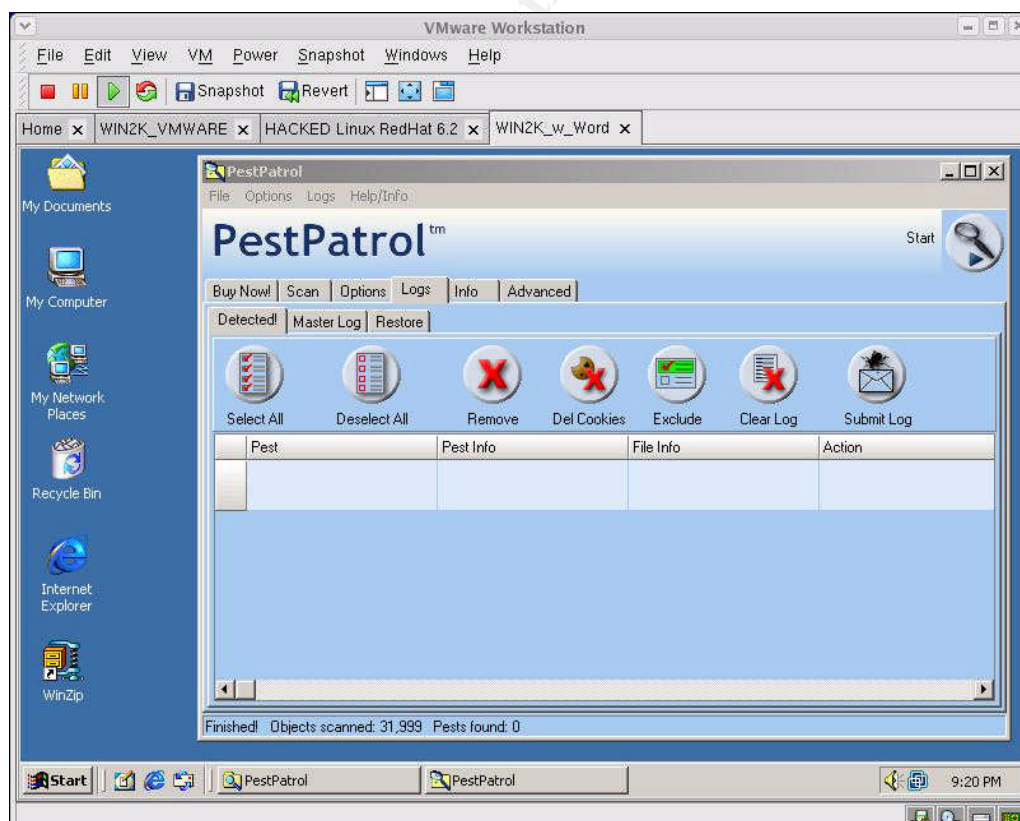 VMware Workstation
File Edit View VM Power Snapshot Windows Help
Snapshot Revert
Home x WIN2K_VMWARE x HACKED Linux RedHat 6.2 x WIN2K_w_Word x
My Documents
My Computer
My Network Places
Recycle Bin
Internet Explorer
WinZip
PestPatrol
File Options Logs Help/Info
PestPatrol tm
Start
Buy Now! Scan Options Logs Info Advanced
Detected! Master Log Restore
Select All Deselect All Remove Del Cookies Exclude Clear Log Submit Log
Pest Pest Info File Info Action
Finished! Objects scanned: 31,999 Pests found: 0
Start PestPatrol PestPatrol 9:20 PM